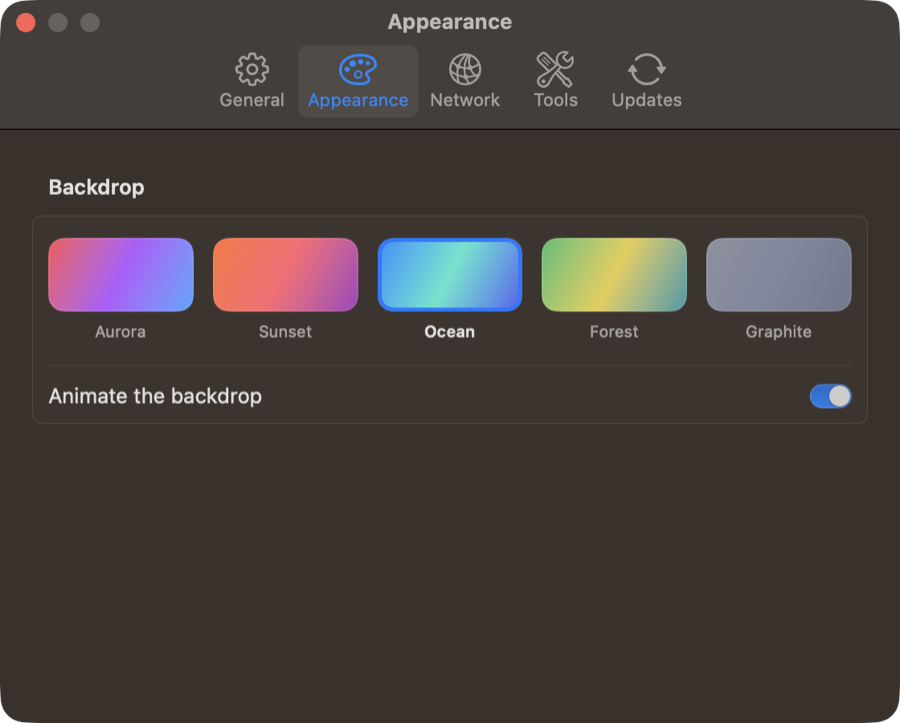 Appearance
General Appearance Network Tools Updates
Backdrop
Aurora Sunset Ocean Forest Graphite
Animate the backdrop